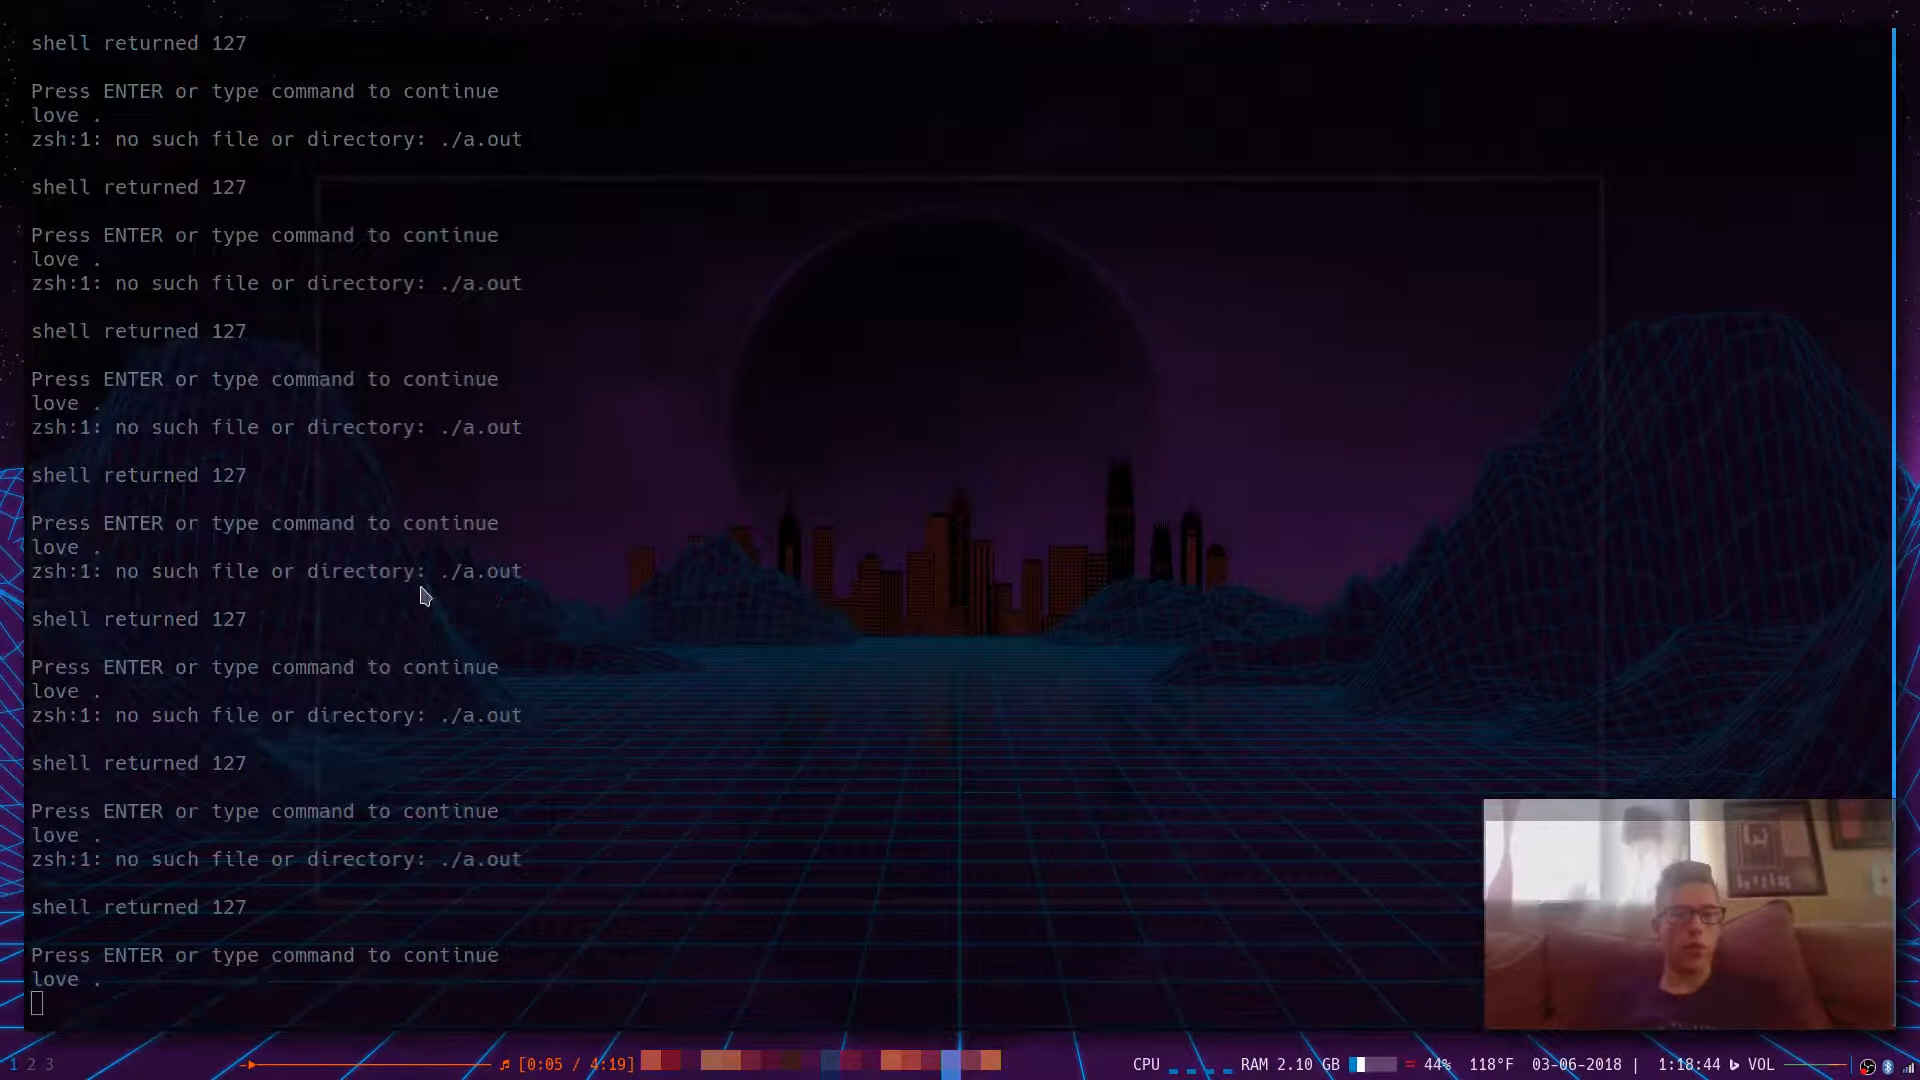 shell returned 127
Press ENTER or type command to continue
love .
zsh:1: no such file or directory: ./a.out
shell returned 127
Press ENTER or type command to continue
love .
zsh:1: no such file or directory: ./a.out
shell returned 127
Press ENTER or type command to continue
love .
zsh:1: no such file or directory: ./a.out
shell returned 127
Press ENTER or type command to continue
love .
zsh:1: no such file or directory: ./a.out
shell returned 127
Press ENTER or type command to continue
love .
zsh:1: no such file or directory: ./a.out
shell returned 127
Press ENTER or type command to continue
love .
zsh:1: no such file or directory: ./a.out
shell returned 127
Press ENTER or type command to continue
love .
1 2 3 [0:05 / 4:19] CPU RAM 2.10 GB 44% 118°F 03-06-2018 | 1:18:44 VOL